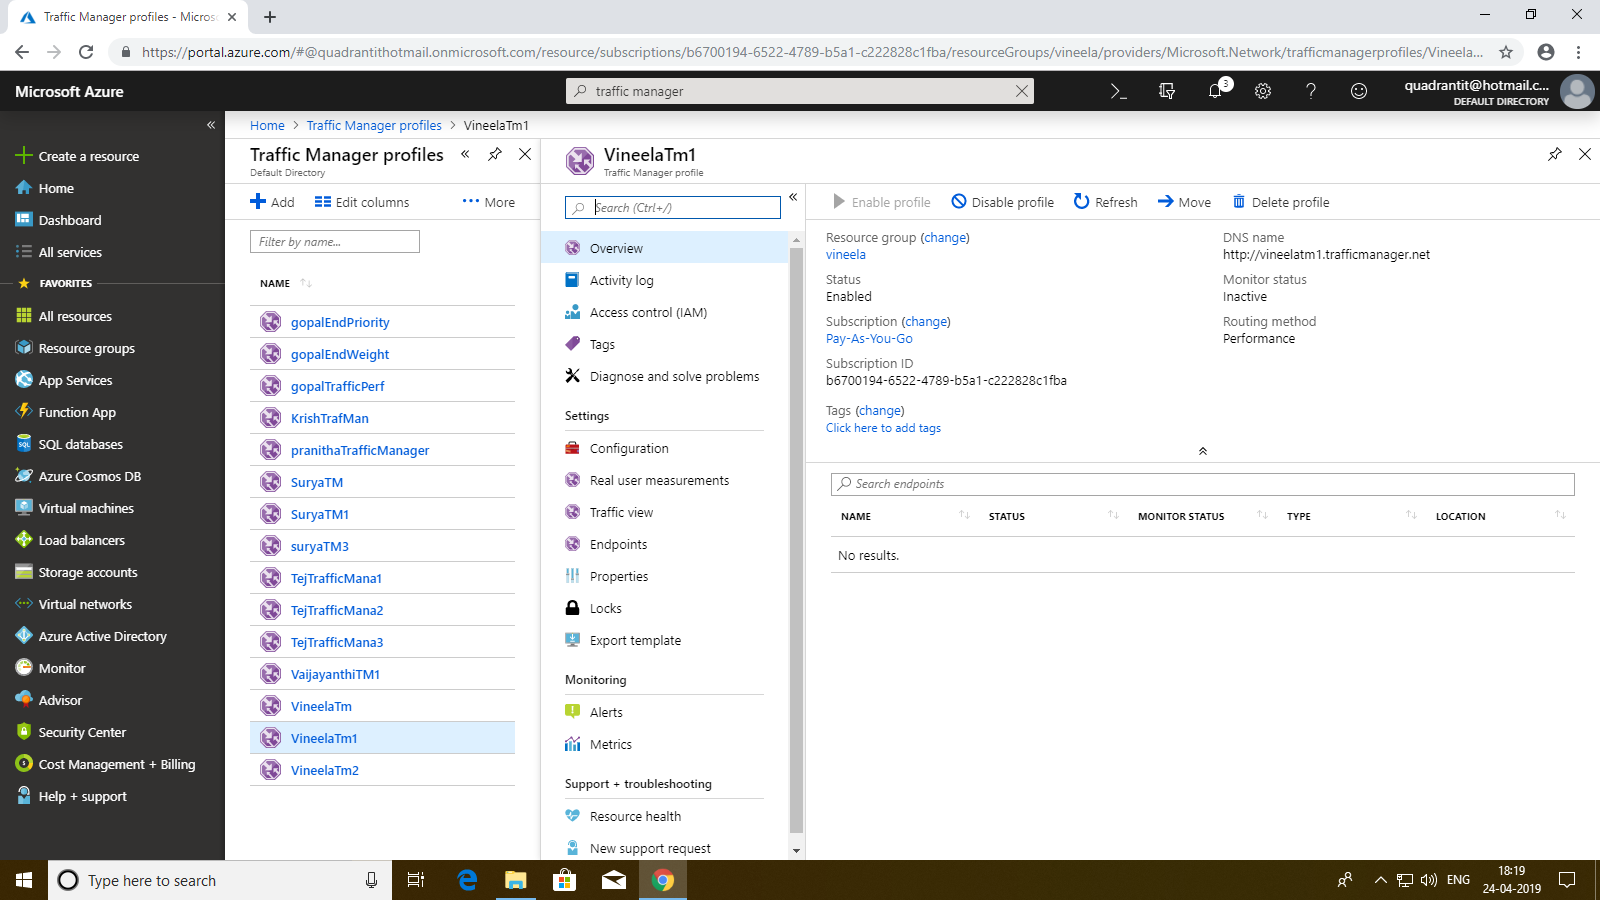 Traffic Manager profiles - Micros
https://portal.azure.com/#@quadrantithotmail.onmicrosoft.com/resource/subscriptions/b6700194-6522-4789-b5a1-c222828c1fba/resourceGroups/vineela/providers/Microsoft.Network/trafficmanagerprofiles/Vineela...
Microsoft Azure
traffic manager
3
quadrantit@hotmail.c...
DEFAULT DIRECTORY
Create a resource
Home
Dashboard
All services
FAVORITES
All resources
Resource groups
App Services
Function App
SQL databases
Azure Cosmos DB
Virtual machines
Load balancers
Storage accounts
Virtual networks
Azure Active Directory
Monitor
Advisor
Security Center
Cost Management + Billing
Help + support
Home > Traffic Manager profiles > VineelaTm1
Traffic Manager profiles
Default Directory
Add
Edit columns
More
Filter by name...
NAME
gopalEndPriority
gopalEndWeight
gopalTrafficPerf
KrishTrafMan
pranithaTrafficManager
SuryaTM
SuryaTM1
suryaTM3
TejTrafficMana1
TejTrafficMana2
TejTrafficMana3
VaijayanthiTM1
VineelaTm
VineelaTm1
VineelaTm2
VineelaTm1
Traffic Manager profile
Search (Ctrl+/)
Overview
Activity log
Access control (IAM)
Tags
Diagnose and solve problems
Settings
Configuration
Real user measurements
Traffic view
Endpoints
Properties
Locks
Export template
Monitoring
Alerts
Metrics
Support + troubleshooting
Resource health
New support request
Enable profile
Disable profile
Refresh
Move
Delete profile
Resource group (change)
vineela
Status
Enabled
Subscription (change)
Pay-As-You-Go
Subscription ID
b6700194-6522-4789-b5a1-c222828c1fba
Tags (change)
Click here to add tags
DNS name
http://vineelatm1.trafficmanager.net
Monitor status
Inactive
Routing method
Performance
Search endpoints
NAME STATUS MONITOR STATUS TYPE LOCATION
No results.
Type here to search
ENG
18:19
24-04-2019